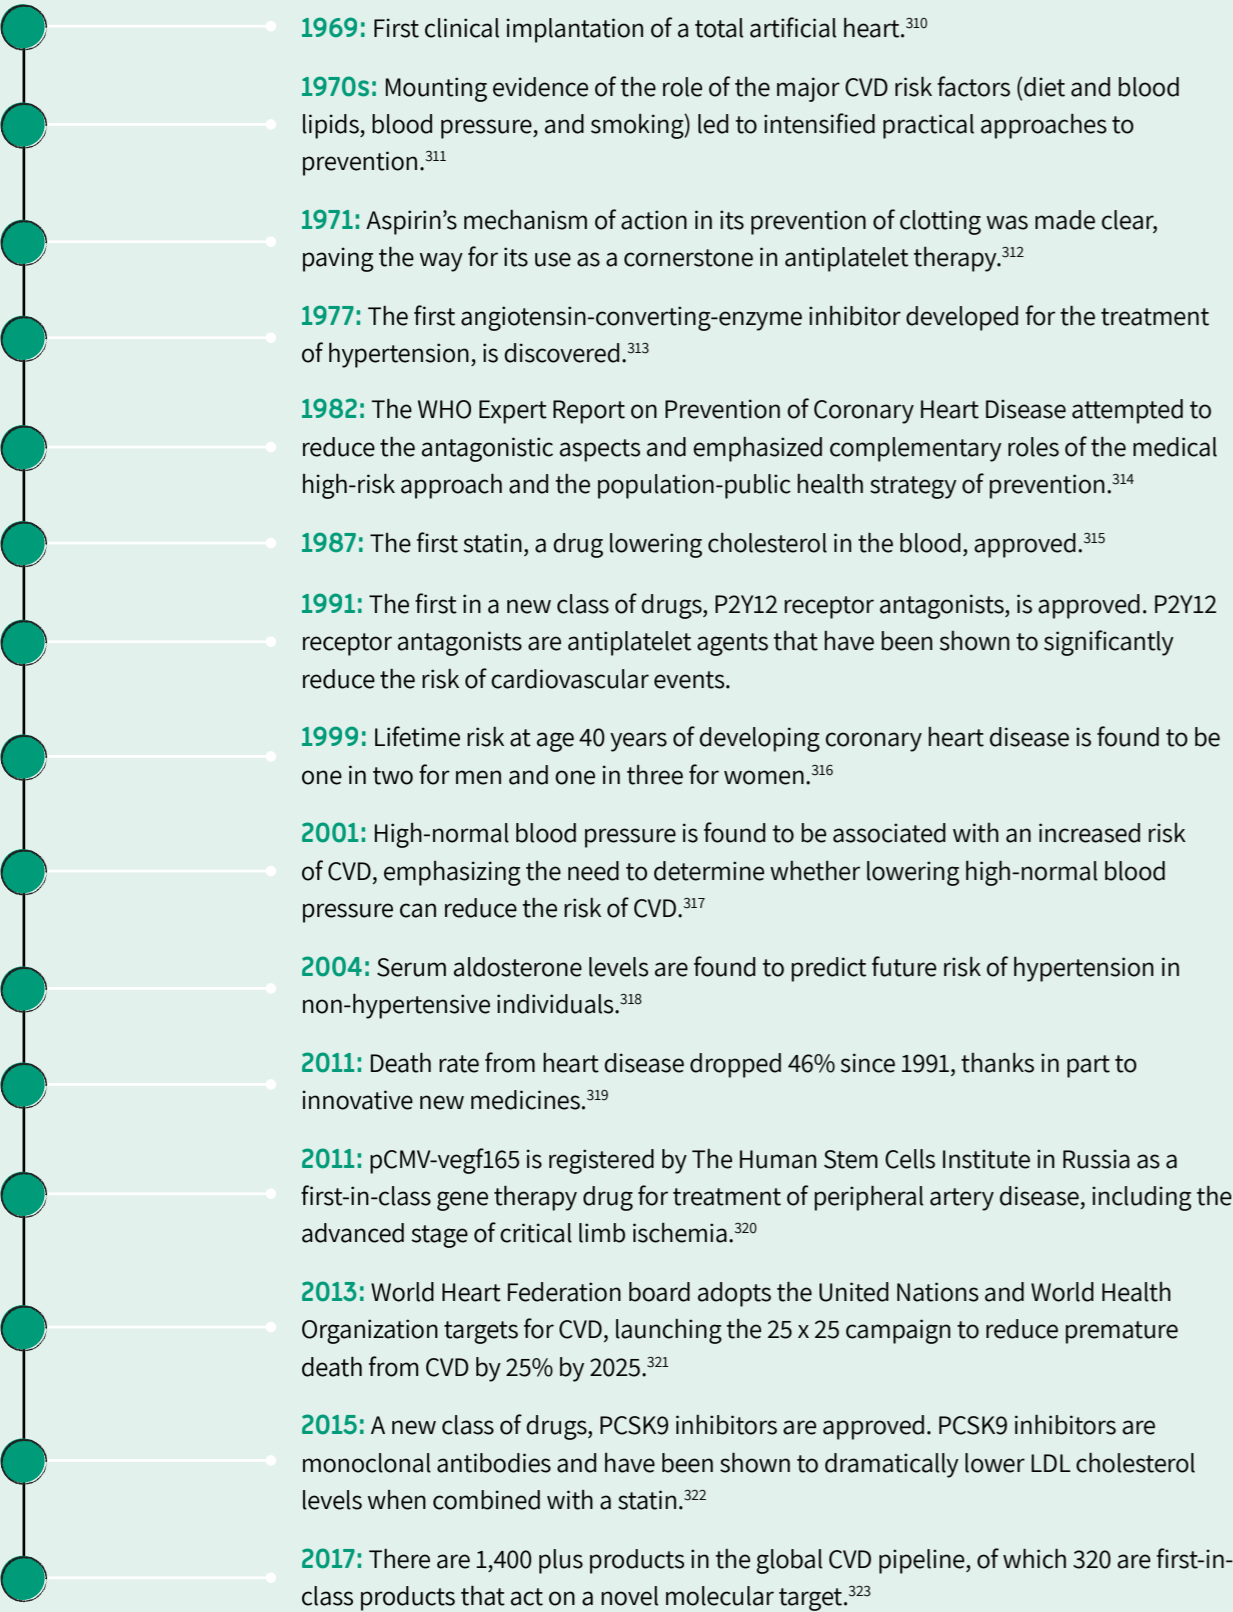 1969: First clinical implantation of a total artificial heart.310
1970s: Mounting evidence of the role of the major CVD risk factors (diet and blood
lipids, blood pressure, and smoking) led to intensified practical approaches to
prevention.311
1971: Aspirin’s mechanism of action in its prevention of clotting was made clear,
paving the way for its use as a cornerstone in antiplatelet therapy.312
1977: The first angiotensin-converting-enzyme inhibitor developed for the treatment
of hypertension, is discovered.313
1982: The WHO Expert Report on Prevention of Coronary Heart Disease attempted to
reduce the antagonistic aspects and emphasized complementary roles of the medical
high-risk approach and the population-public health strategy of prevention.314
1987: The first statin, a drug lowering cholesterol in the blood, approved.315
1991: The first in a new class of drugs, P2Y12 receptor antagonists, is approved. P2Y12
receptor antagonists are antiplatelet agents that have been shown to significantly
reduce the risk of cardiovascular events.
1999: Lifetime risk at age 40 years of developing coronary heart disease is found to be
one in two for men and one in three for women.316
2001: High-normal blood pressure is found to be associated with an increased risk
of CVD, emphasizing the need to determine whether lowering high-normal blood
pressure can reduce the risk of CVD.317
2004: Serum aldosterone levels are found to predict future risk of hypertension in
non-hypertensive individuals.318
2011: Death rate from heart disease dropped 46% since 1991, thanks in part to
innovative new medicines.319
2011: pCMV-vegf165 is registered by The Human Stem Cells Institute in Russia as a
first-in-class gene therapy drug for treatment of peripheral artery disease, including the
advanced stage of critical limb ischemia.320
2013: World Heart Federation board adopts the United Nations and World Health
Organization targets for CVD, launching the 25 x 25 campaign to reduce premature
death from CVD by 25% by 2025.321
2015: A new class of drugs, PCSK9 inhibitors are approved. PCSK9 inhibitors are
monoclonal antibodies and have been shown to dramatically lower LDL cholesterol
levels when combined with a statin.322
2017: There are 1,400 plus products in the global CVD pipeline, of which 320 are first-in-
class products that act on a novel molecular target.323